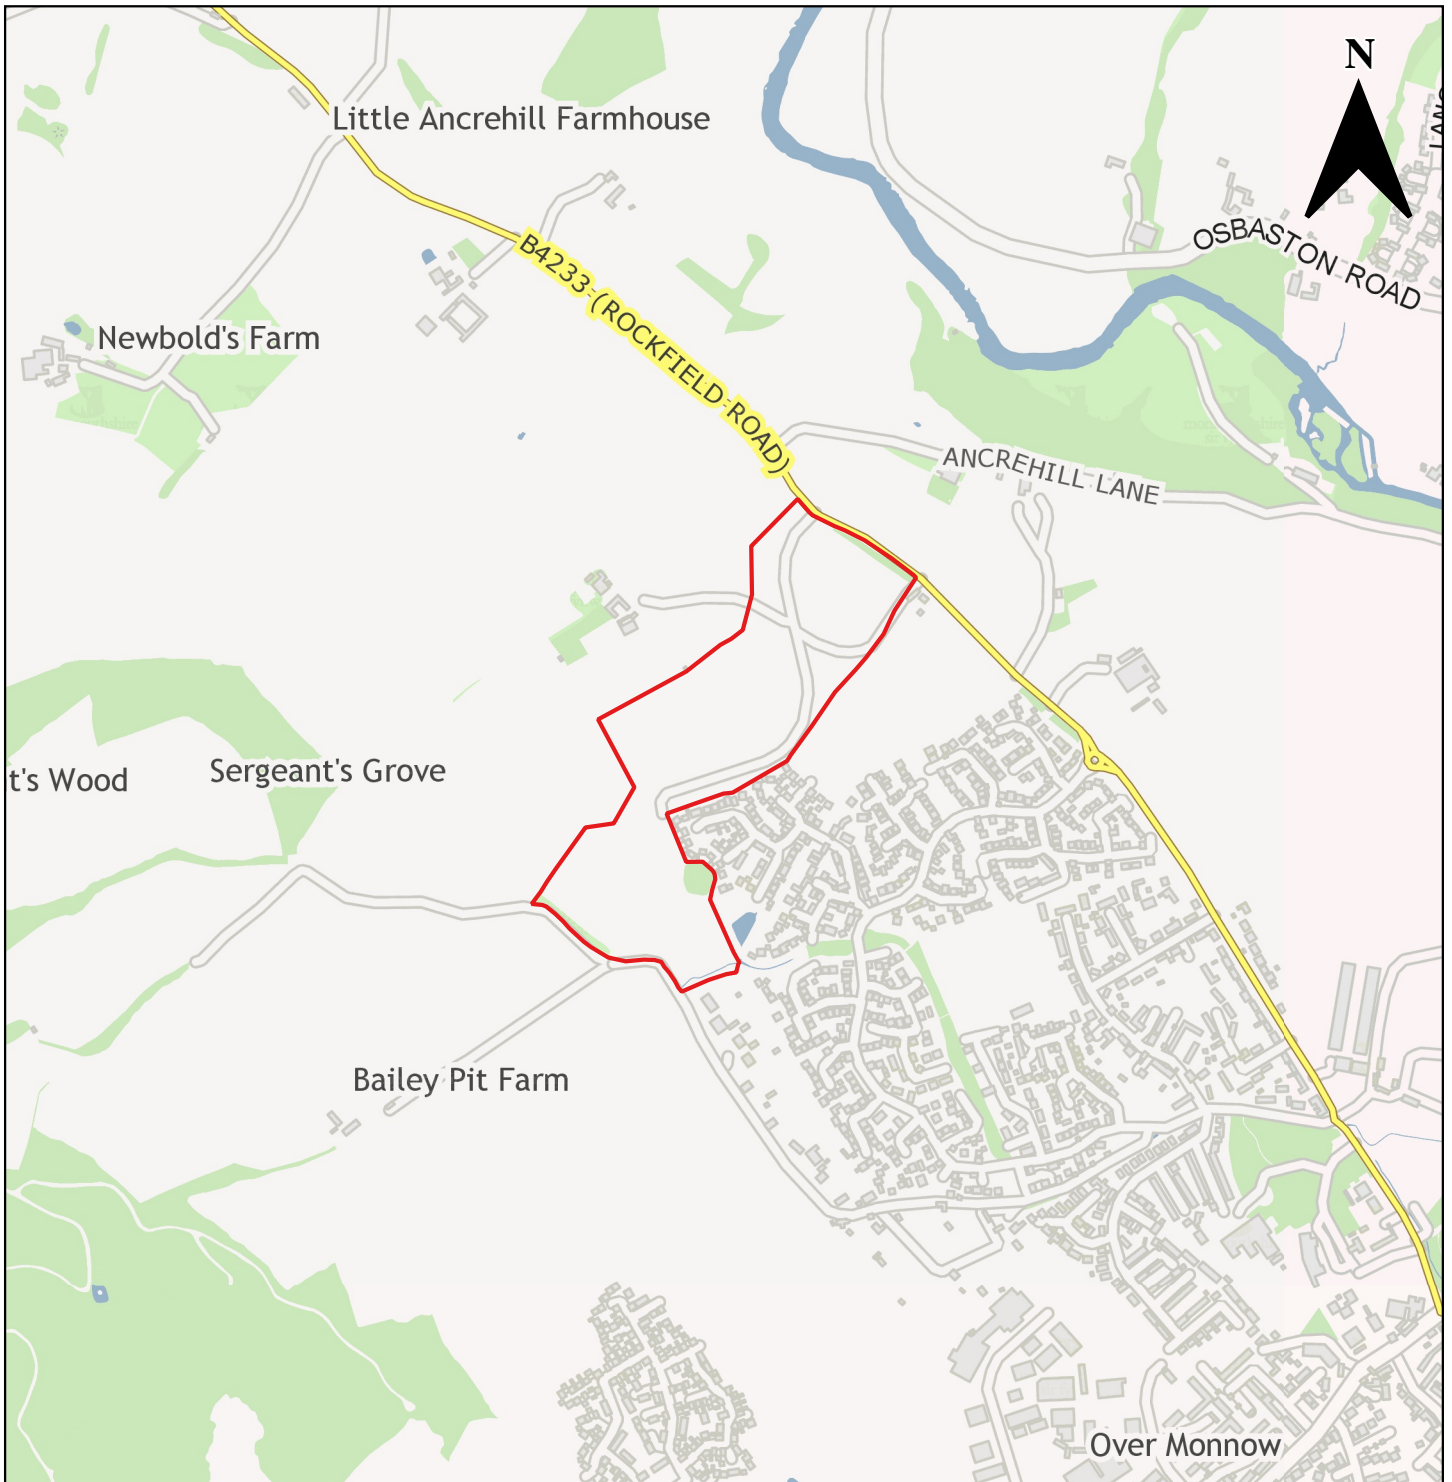 N
Little Ancrehill Farmhouse
OSBASTON ROAD
B4233 (ROCKFIELD ROAD)
Newbold's Farm
ANCREHILL LANE
t's Wood
Sergeant's Grove
Bailey Pit Farm
Over Monnow